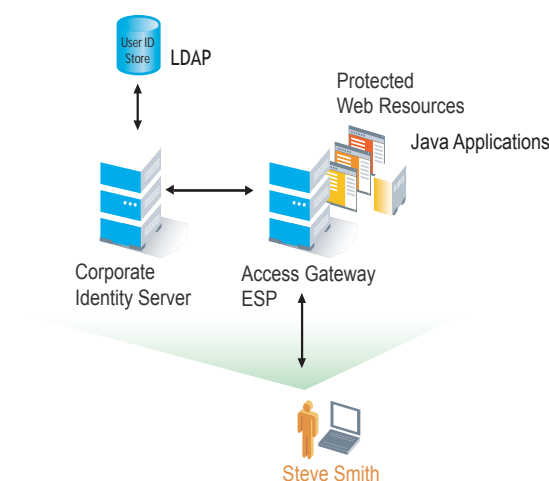 User ID
Store
LDAP
Protected
Web Resources
Java Applications
Corporate
Identity Server
Access Gateway
ESP
Steve Smith